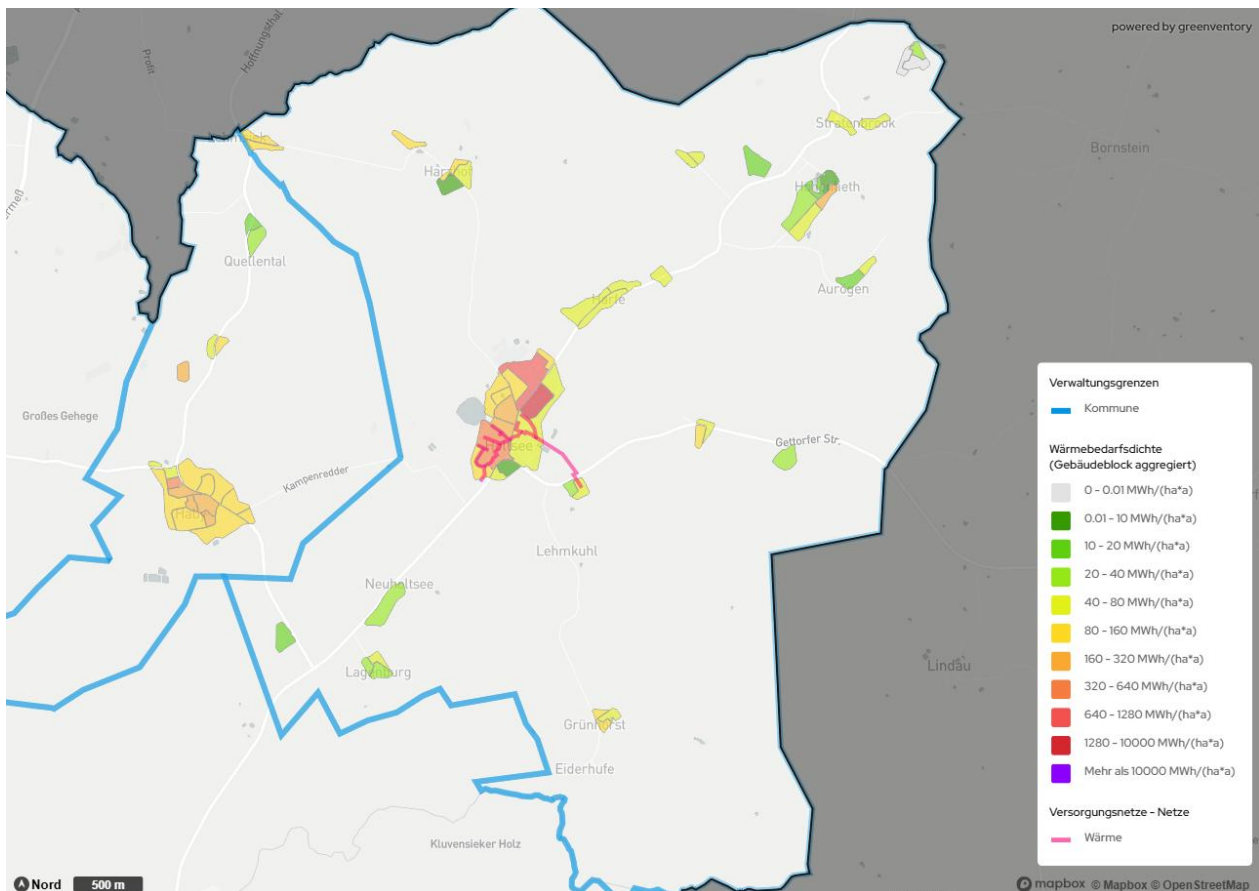 powered by greenventory
Hoffnungsthal
Profit
Stratenbrook
Bornstein
Quellental
Aurögen
Harfe
Großes Gehege
Gettorfer Str.
Kampenredder
Lehmkuhl
Neuholtsee
Lagenburg
Lindau
Grünhorst
Eiderhufe
Kluvensieker Holz
Verwaltungsgrenzen
Kommune
Wärmebedarfsdichte
(Gebäudeblock aggregiert)
0 - 0.01 MWh/(ha*a)
0.01 - 10 MWh/(ha*a)
10 - 20 MWh/(ha*a)
20 - 40 MWh/(ha*a)
40 - 80 MWh/(ha*a)
80 - 160 MWh/(ha*a)
160 - 320 MWh/(ha*a)
320 - 640 MWh/(ha*a)
640 - 1280 MWh/(ha*a)
1280 - 10000 MWh/(ha*a)
Mehr als 10000 MWh/(ha*a)
Versorgungsnetze - Netze
Wärme
Nord
500 m
mapbox © Mapbox © OpenStreetMap